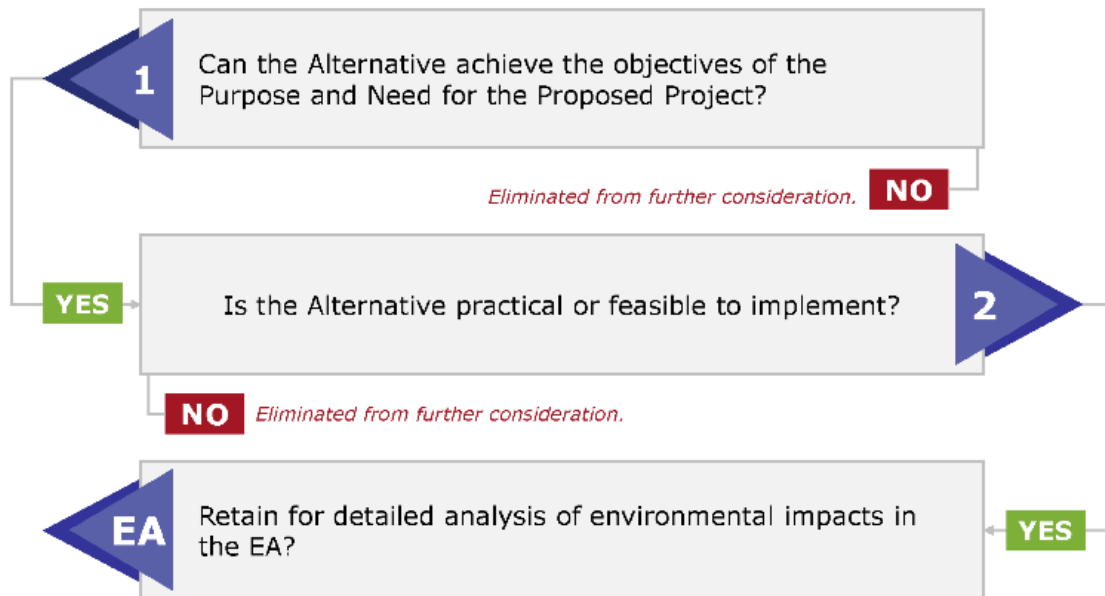 1
Can the Alternative achieve the objectives of the
Purpose and Need for the Proposed Project?
Eliminated from further consideration. NO
YES
Is the Alternative practical or feasible to implement?
2
NO Eliminated from further consideration.
EA
Retain for detailed analysis of environmental impacts in
the EA?
YES